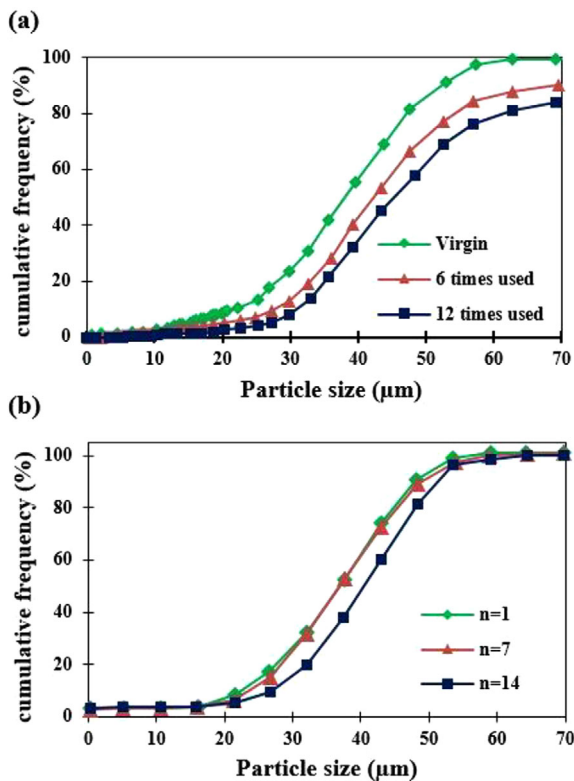 (a)
100
80
60
40
20
0
cumulative frequency (%)
Virgin
6 times used
12 times used
0 10 20 30 40 50 60 70
Particle size (µm)
(b)
100
80
60
40
20
0
cumulative frequency (%)
n=1
n=7
n=14
0 10 20 30 40 50 60 70
Particle size (µm)